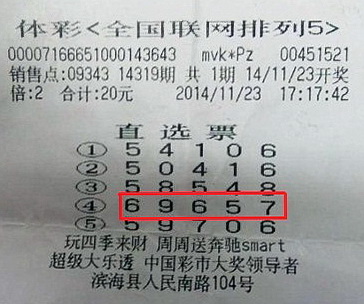 体彩<全国联网排列5>
00007166651000143643 mvk*Pz 00451521
销售点:09343 14319期 共1期 14/11/23开奖
倍:2 合计:20元 2014/11/23 17:17:42
直选票
① 5 4 1 0 6
② 5 0 4 1 6
③ 5 8 5 4 8
④ 6 9 6 5 7
⑤ 5 9 7 0 6
玩四季来财 周周送奔驰smart
超级大乐透 中国彩市大奖领导者
滨海县人民南路104号